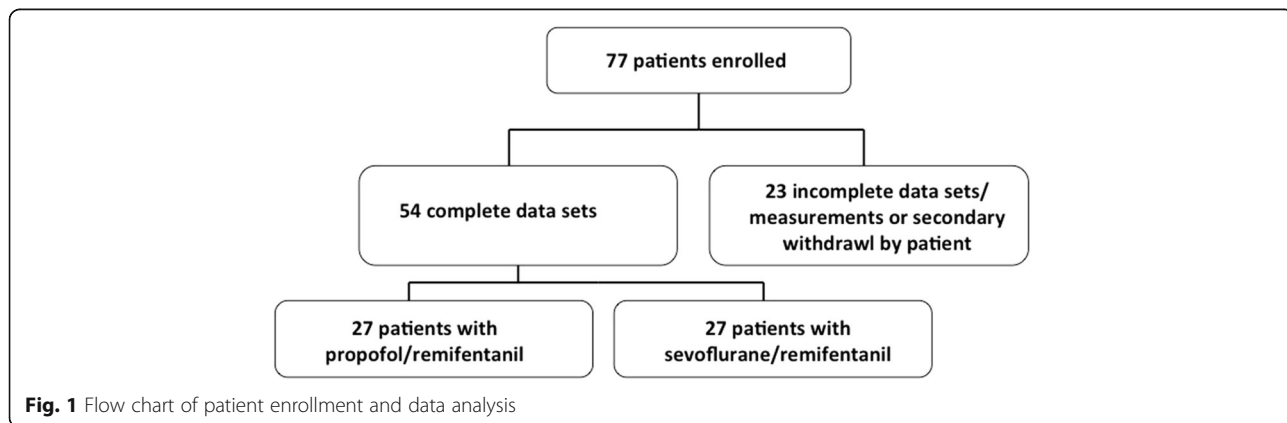 77 patients enrolled
54 complete data sets
23 incomplete data sets/
measurements or secondary
withdrawl by patient
27 patients with
propofol/remifentanil
27 patients with
sevoflurane/remifentanil
Fig. 1 Flow chart of patient enrollment and data analysis